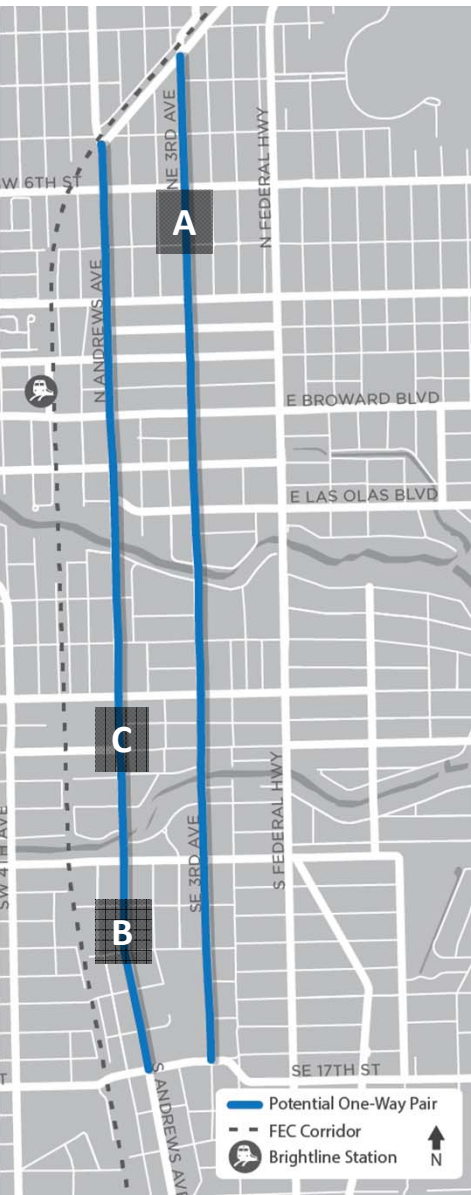 NE 3RD AVE
N FEDERAL HWY
W 6TH ST
A
N ANDREWS AVE
E BROWARD BLVD
E LAS OLAS BLVD
C
S FEDERAL HWY
SW 4TH AVE
SE 3RD AVE
B
SE 17TH ST
T
S ANDREWS AVE
Potential One-Way Pair
FEC Corridor
Brightline Station
N